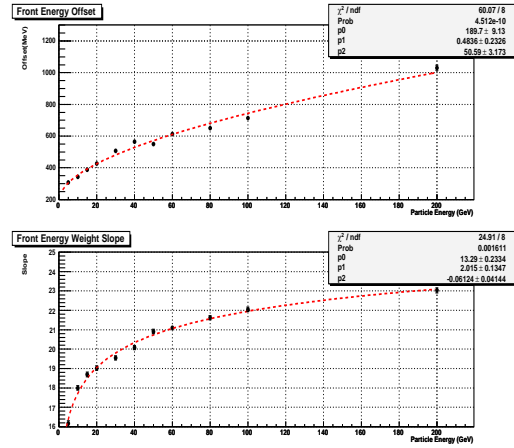 Front Energy Offset
χ² / ndf 60.07 / 8
Prob 4.512e-10
p0 189.7 ± 9.13
p1 0.4836 ± 0.2326
p2 50.59 ± 3.173
Offset(MeV)
1200
1000
800
600
400
200
0 20 40 60 80 100 120 140 160 180 200
Particle Energy (GeV)
Front Energy Weight Slope
χ² / ndf 24.91 / 8
Prob 0.001611
p0 13.29 ± 0.2334
p1 2.015 ± 0.1347
p2 -0.06124 ± 0.04144
Slope
25
24
23
22
21
20
19
18
17
16
0 20 40 60 80 100 120 140 160 180 200
Particle Energy (GeV)